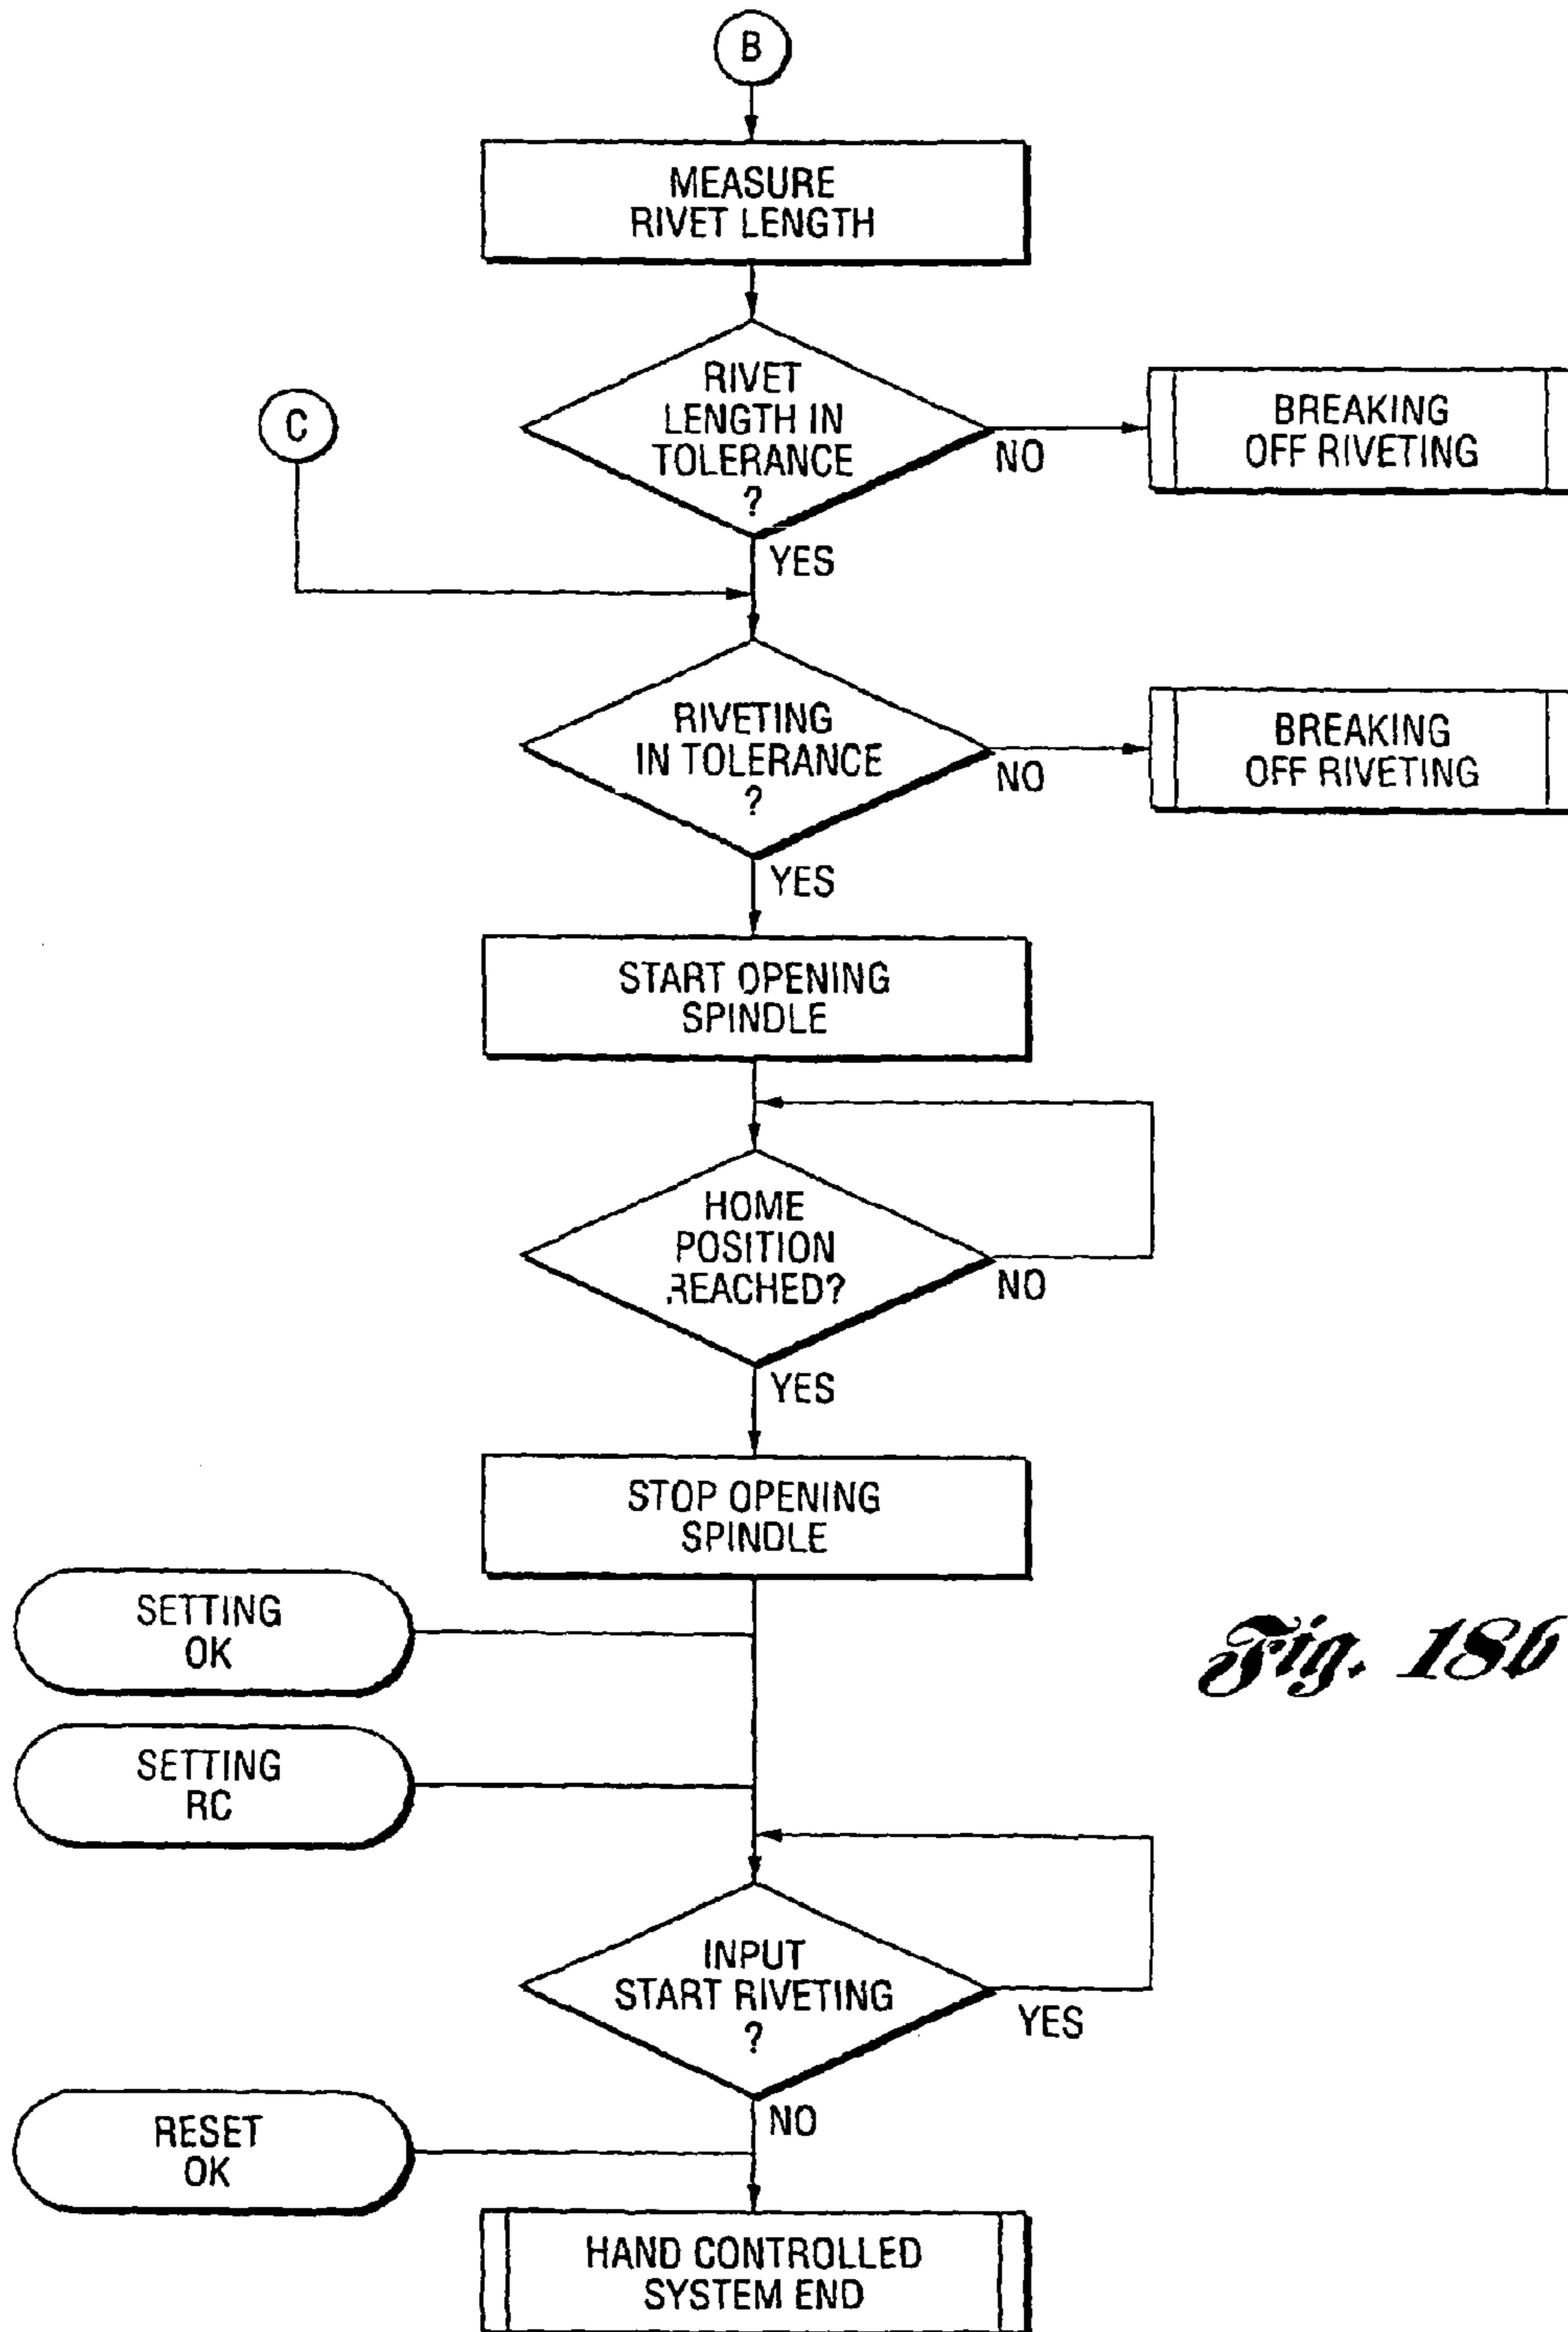 B
MEASURE
RIVET LENGTH
RIVET
LENGTH IN
TOLERANCE
?
NO
BREAKING
OFF RIVETING
C
YES
RIVETING
IN TOLERANCE
?
NO
BREAKING
OFF RIVETING
YES
START OPENING
SPINDLE
HOME
POSITION
REACHED?
NO
YES
STOP OPENING
SPINDLE
SETTING
OK
Fig. 18b
SETTING
RC
INPUT
START RIVETING
?
YES
NO
RESET
OK
HAND CONTROLLED
SYSTEM END